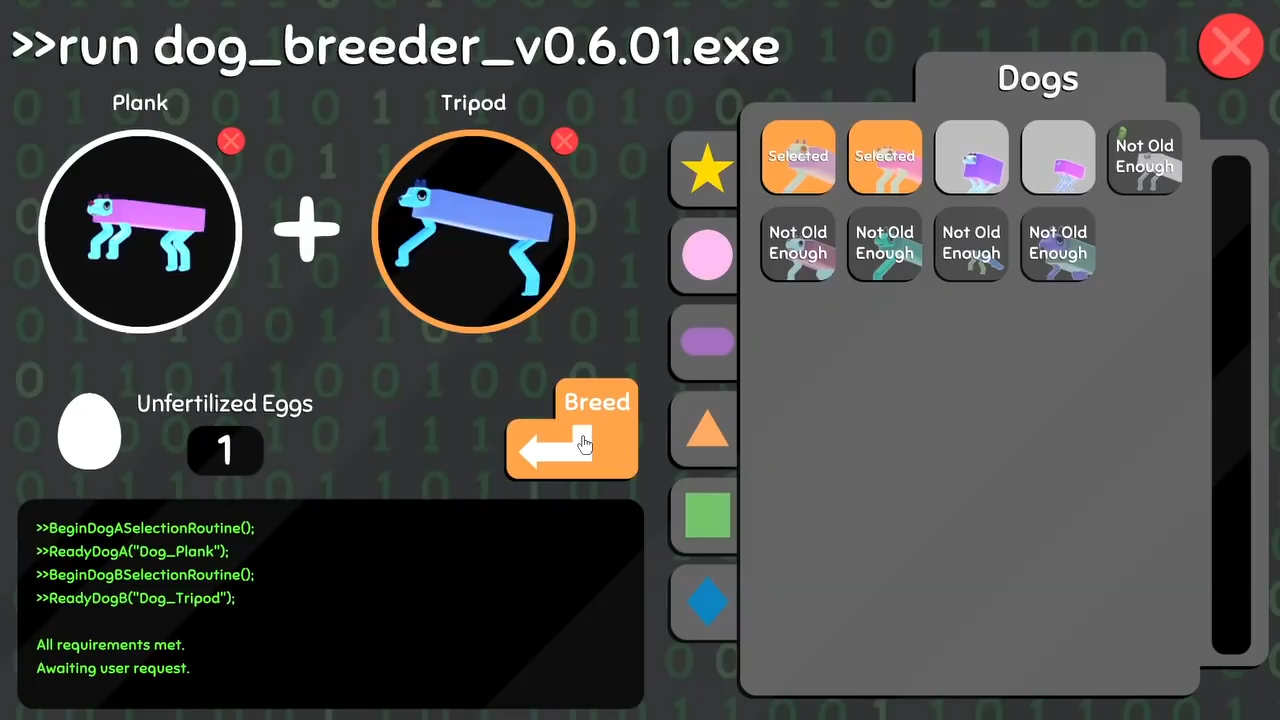 >>run dog_breeder_v0.6.01.exe
Dogs
Plank
Tripod
Selected
Selected
Not Old
Enough
Not Old
Enough
Not Old
Enough
Not Old
Enough
Not Old
Enough
Unfertilized Eggs
1
Breed
>>BeginDogASelectionRoutine();
>>ReadyDogA("Dog_Plank");
>>BeginDogBSelectionRoutine();
>>ReadyDogB("Dog_Tripod");
All requirements met.
Awaiting user request.